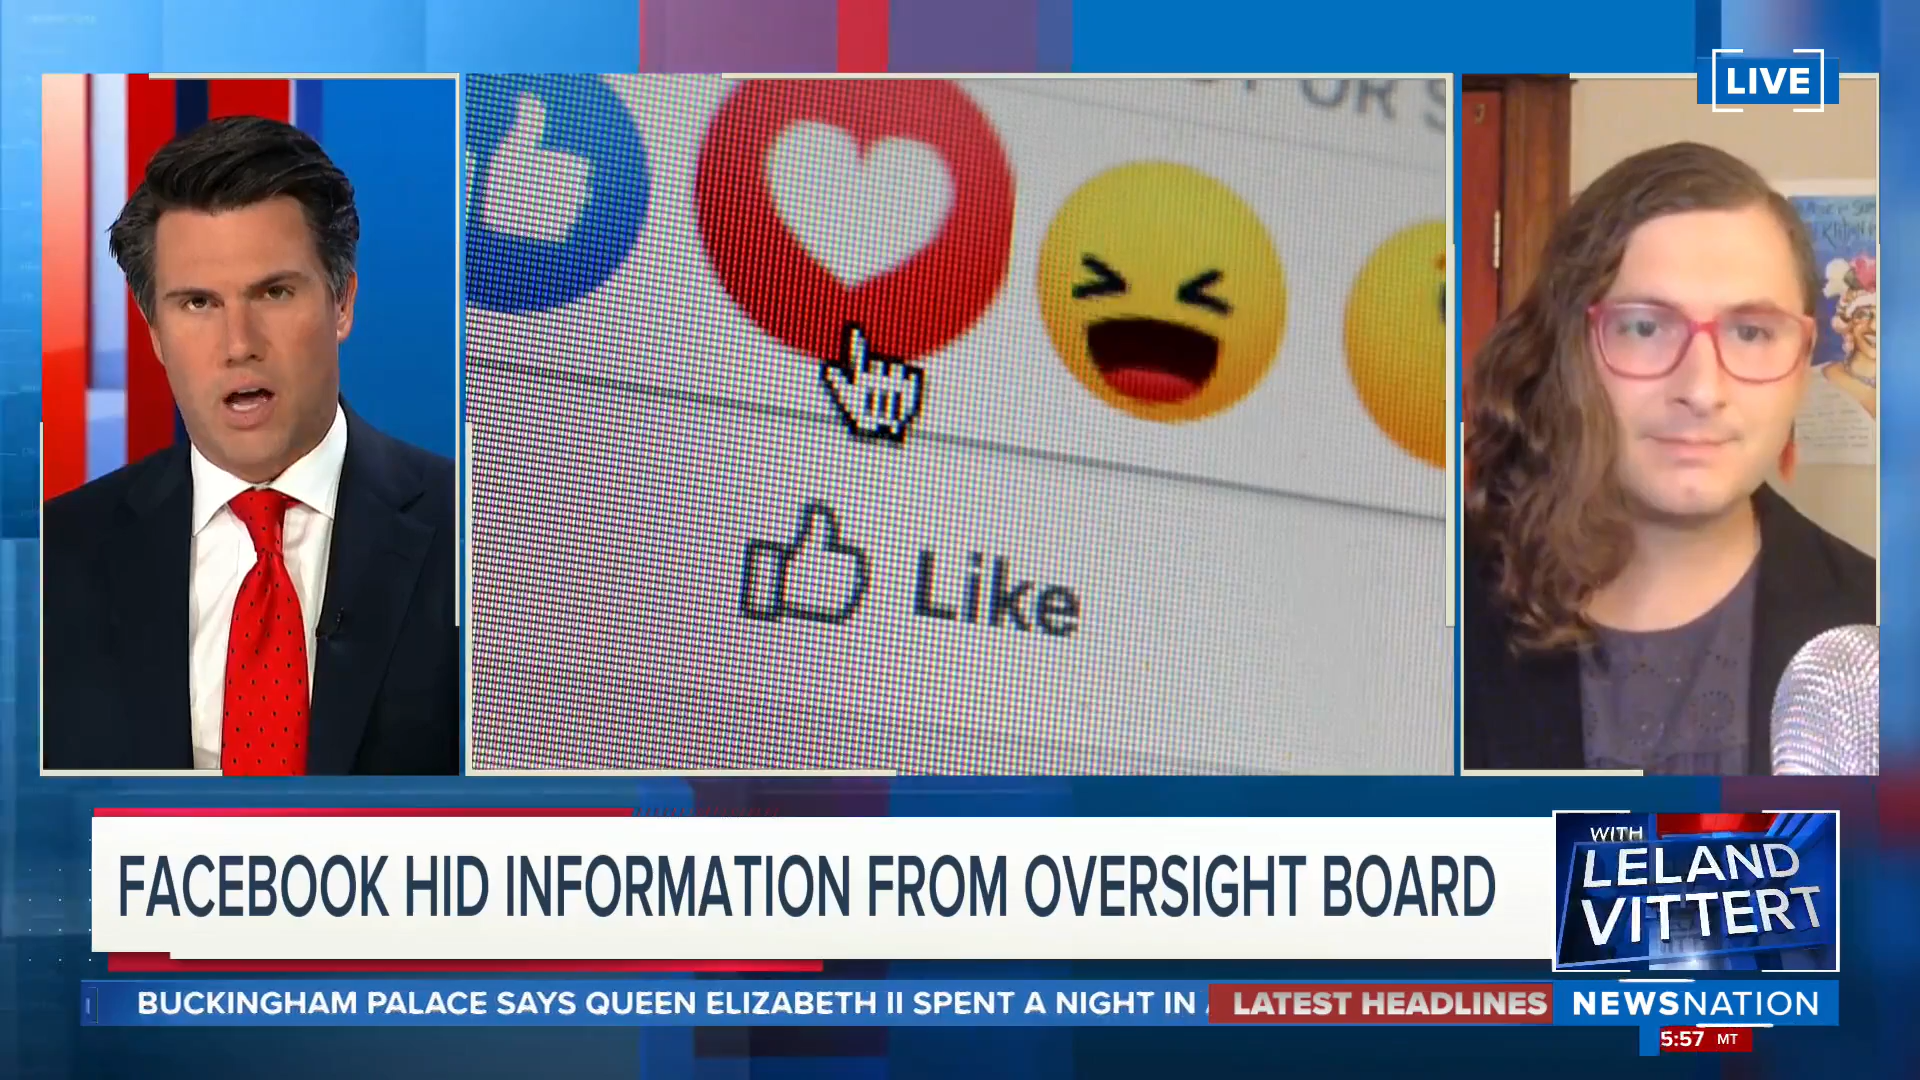 LIVE
OR S
Like
FACEBOOK HID INFORMATION FROM OVERSIGHT BOARD
WITH
LELAND
VITTERT
BUCKINGHAM PALACE SAYS QUEEN ELIZABETH II SPENT A NIGHT IN
LATEST HEADLINES
NEWSNATION
5:57 MT